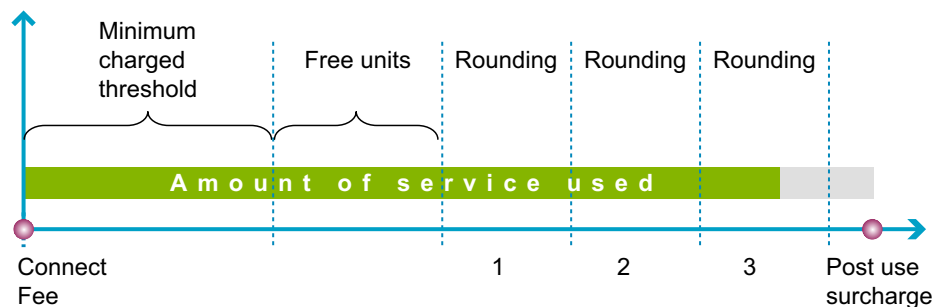 Minimum
charged
threshold
Free units
Rounding
Rounding
Rounding
Amount of service used
Connect
Fee
1
2
3
Post use
surcharge